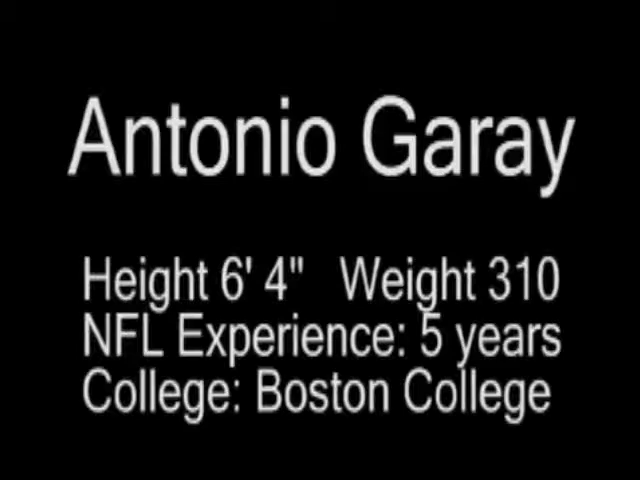 Antonio Garay
Height 6' 4"   Weight 310
NFL Experience: 5 years
College: Boston College